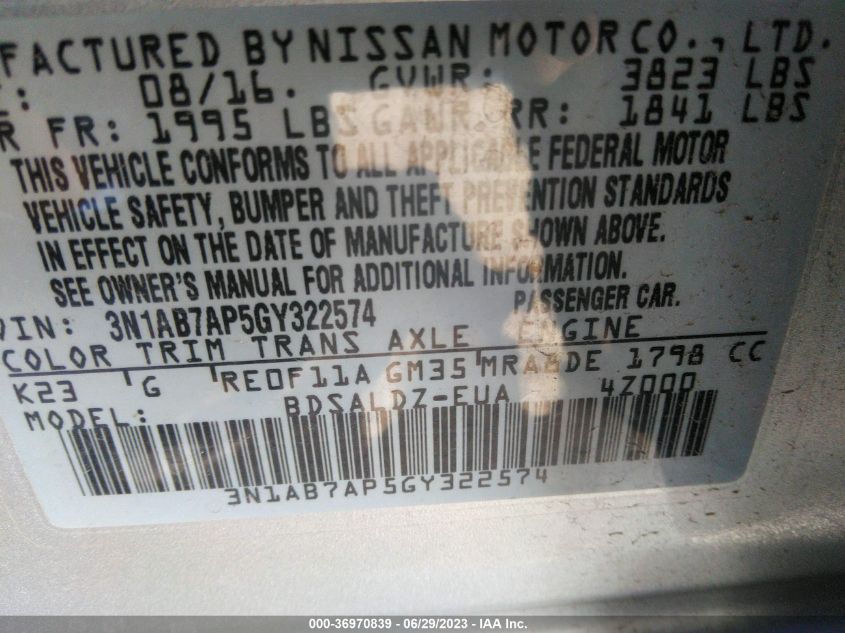 FACTURED BY NISSAN MOTOR CO., LTD.
E: 08/16. GVWR: 3823 LBS
R FR: 1995 LBS GAWR RR: 1841 LBS
THIS VEHICLE CONFORMS TO ALL APPLICABLE FEDERAL MOTOR
VEHICLE SAFETY, BUMPER AND THEFT PREVENTION STANDARDS
IN EFFECT ON THE DATE OF MANUFACTURE SHOWN ABOVE.
SEE OWNER'S MANUAL FOR ADDITIONAL INFORMATION.
VIN: 3N1AB7AP5GY322574 PASSENGER CAR.
COLOR TRIM TRANS AXLE ENGINE
K23 G RE0F11A GM35 MRA8DE 1798 CC
MODEL: BDSALDZ-EUA 4Z000
3N1AB7AP5GY322574
000-36970839 - 06/29/2023 - IAA Inc.